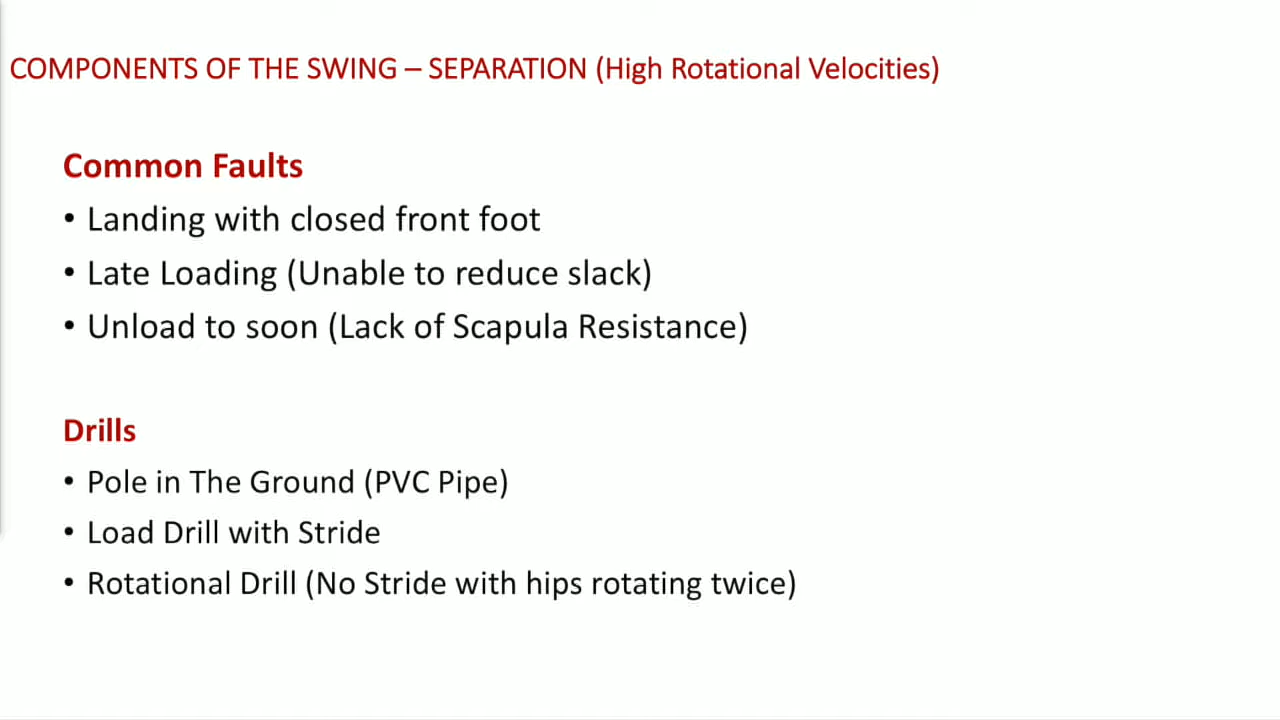 COMPONENTS OF THE SWING – SEPARATION (High Rotational Velocities)
Common Faults
• Landing with closed front foot
• Late Loading (Unable to reduce slack)
• Unload to soon (Lack of Scapula Resistance)
Drills
• Pole in The Ground (PVC Pipe)
• Load Drill with Stride
• Rotational Drill (No Stride with hips rotating twice)